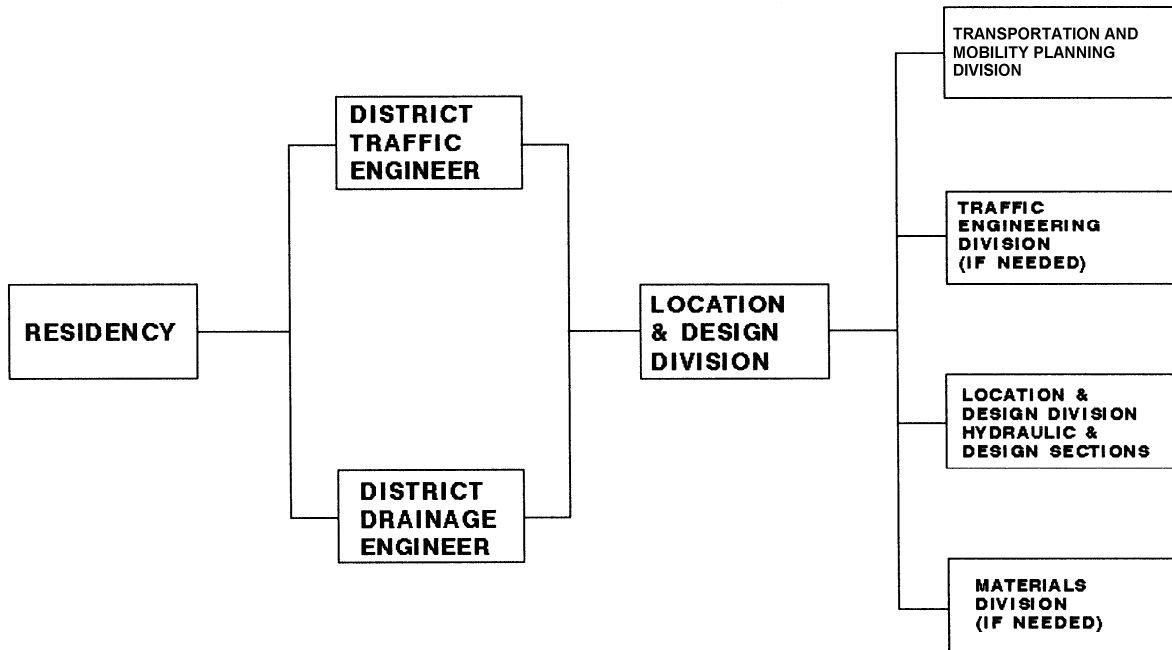 RESIDENCY
DISTRICT
TRAFFIC
ENGINEER
DISTRICT
DRAINAGE
ENGINEER
LOCATION
& DESIGN
DIVISION
TRANSPORTATION AND
MOBILITY PLANNING
DIVISION
TRAFFIC
ENGINEERING
DIVISION
(IF NEEDED)
LOCATION &
DESIGN DIVISION
HYDRAULIC &
DESIGN SECTIONS
MATERIALS
DIVISION
(IF NEEDED)